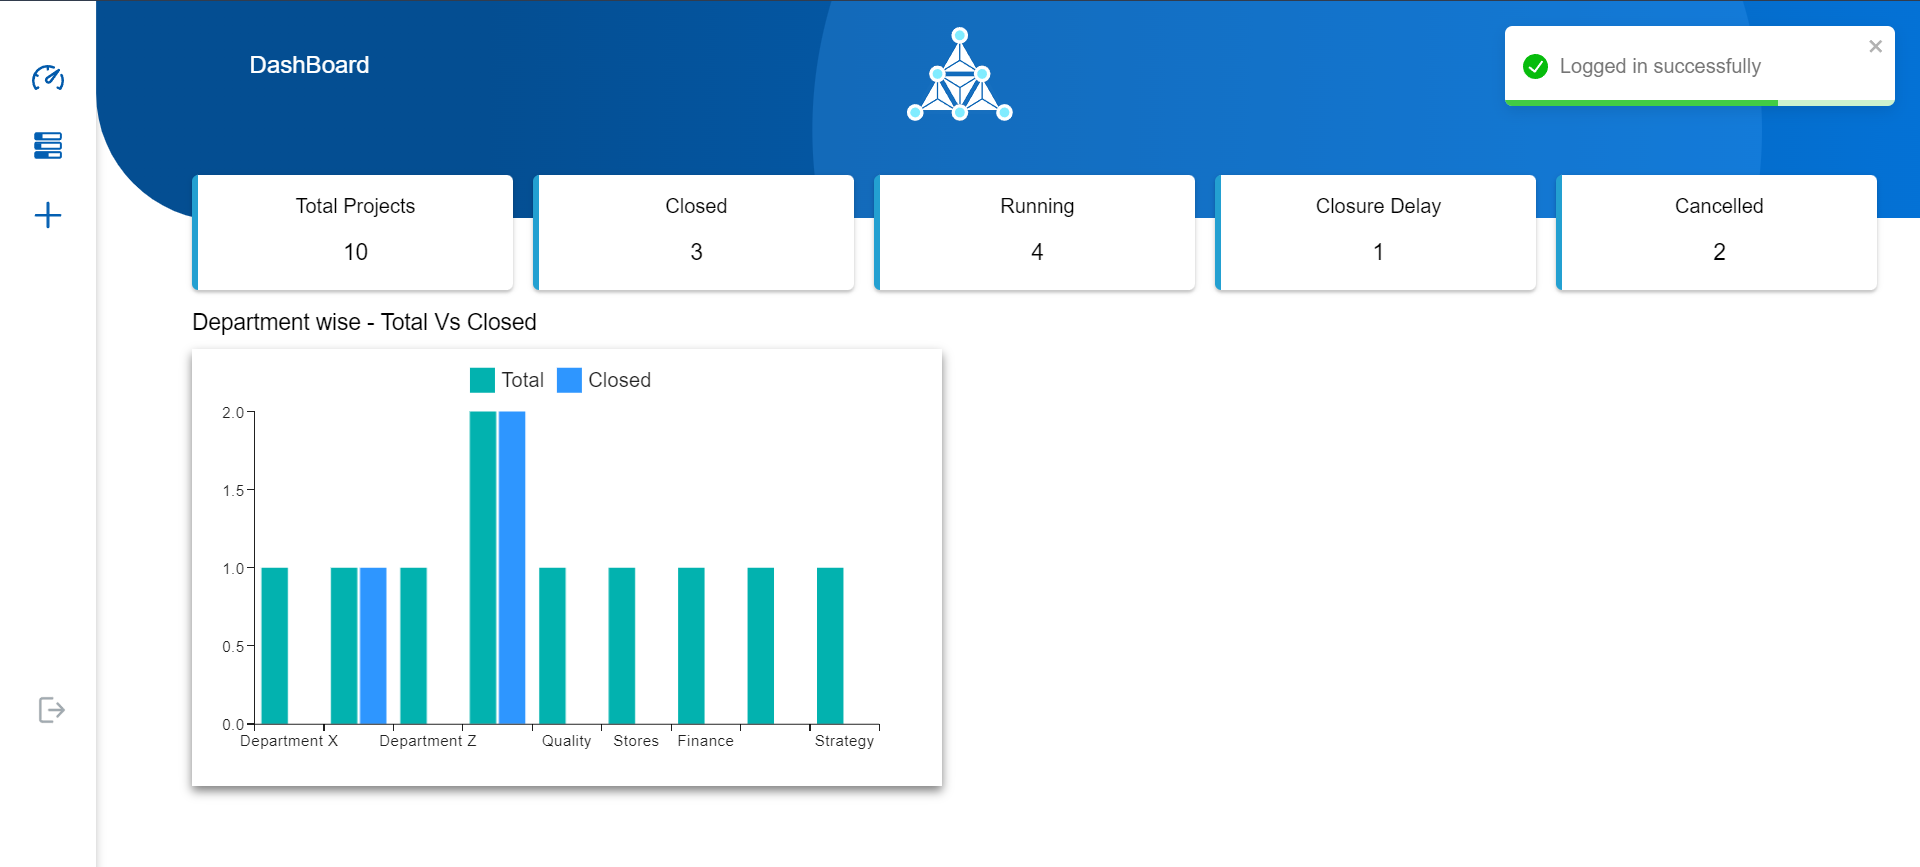 DashBoard
Logged in successfully
Total Projects
10
Closed
3
Running
4
Closure Delay
1
Cancelled
2
Department wise - Total Vs Closed
Total Closed
2.0
1.5
1.0
0.5
0.0
Department X Department Z Quality Stores Finance Strategy